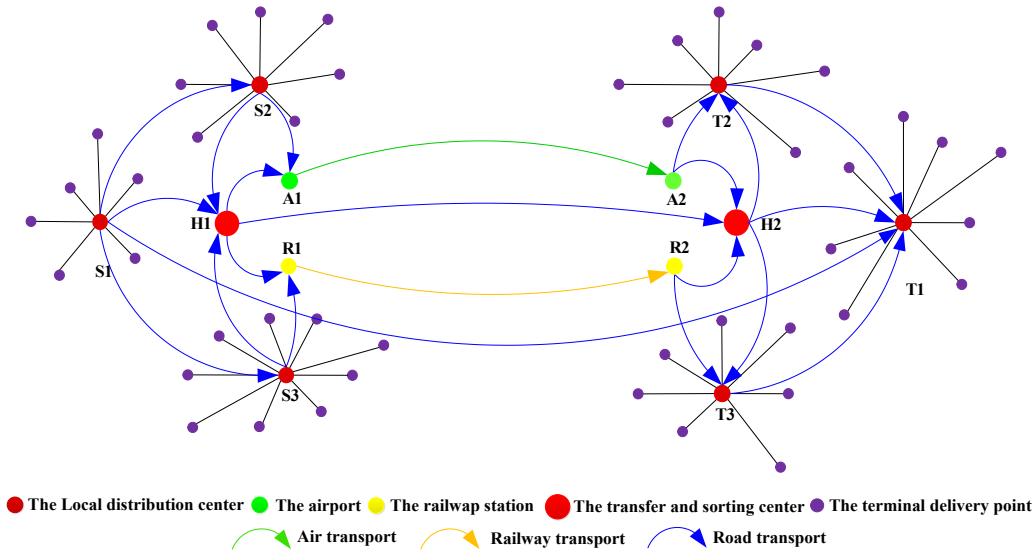 S2
T2
A1
A2
H1
H2
S1
R1
R2
T1
S3
T3
The Local distribution center
The airport
The railwap station
The transfer and sorting center
The terminal delivery point
Air transport
Railway transport
Road transport